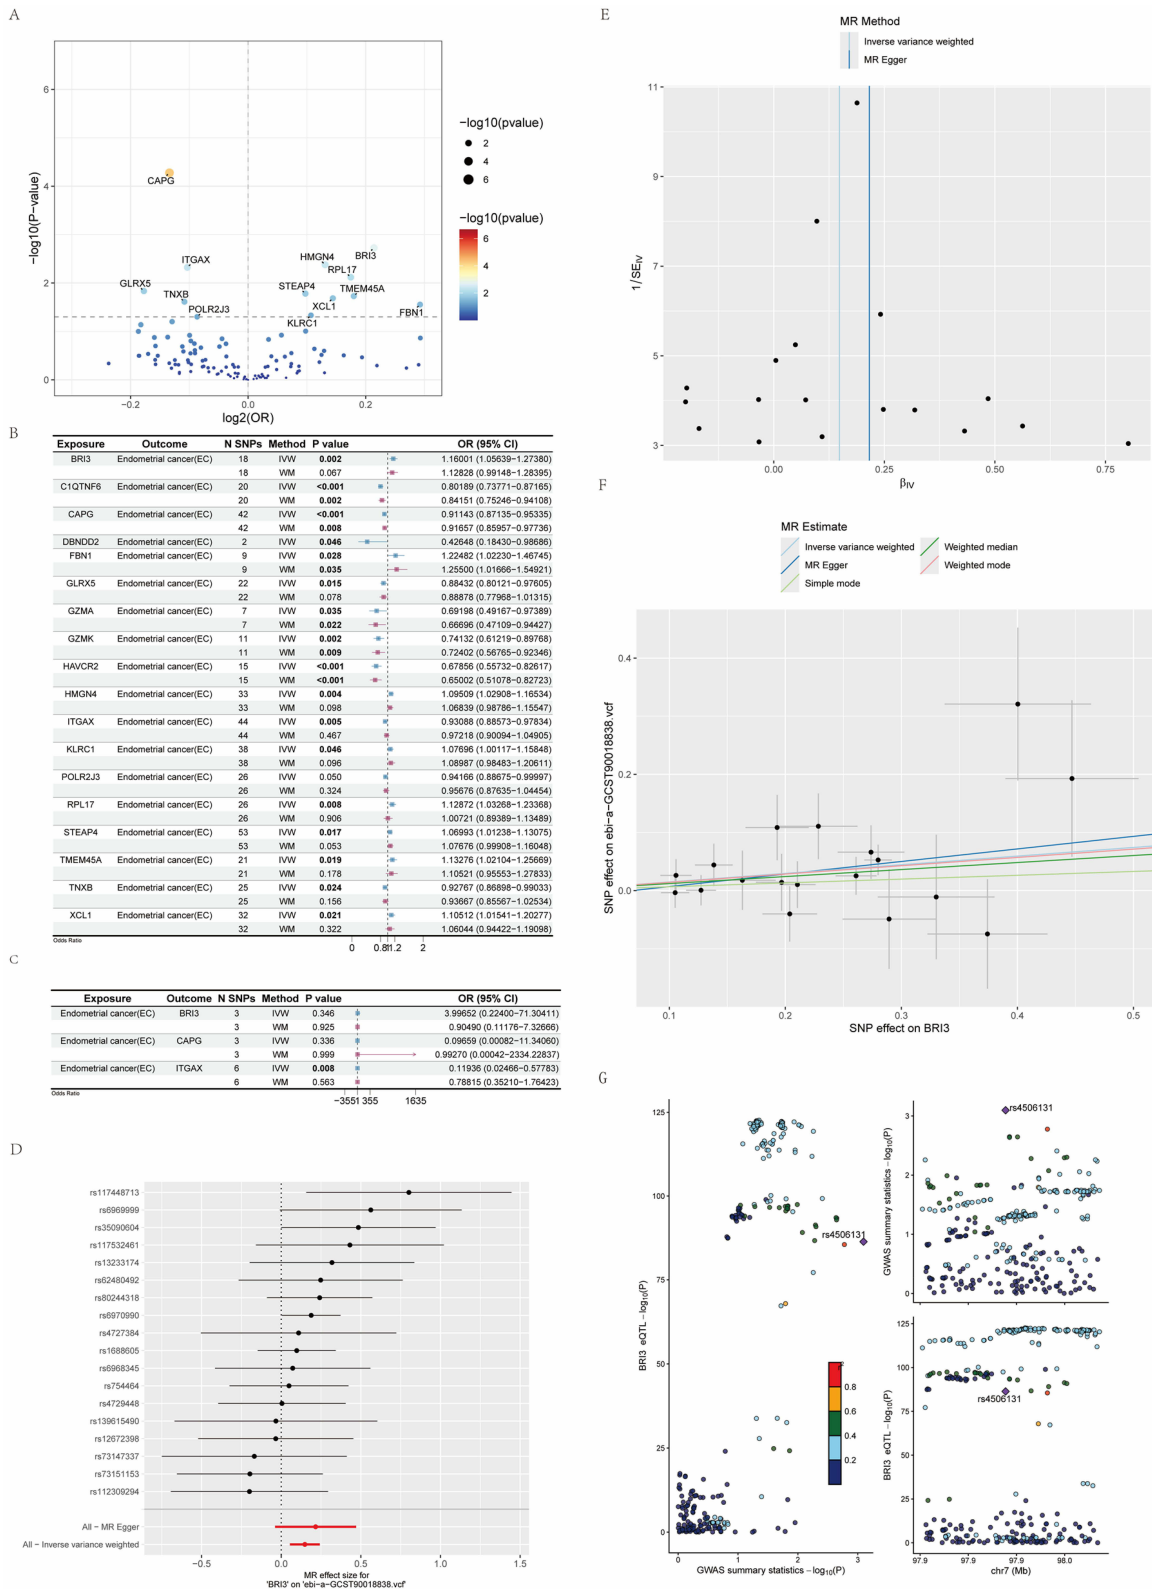 A
6
4
2
0
−log10(P−value)
CAPG
ITGAX
GLRX5
TNXB
POLR2J3
HMGN4
BRI3
RPL17
STEAP4
TMEM45A
XCL1
KLRC1
FBN1
−0.2
0.0
0.2
log2(OR)
−log10(pvalue)
2
4
6
−log10(pvalue)
6
4
2
B
Exposure Outcome N SNPs Method P value OR (95% CI)
BRI3 Endometrial cancer(EC) 18 IVW 0.002 1.16001 (1.05639−1.27380)
18 WM 0.067 1.12828 (0.99148−1.28395)
C1QTNF6 Endometrial cancer(EC) 20 IVW <0.001 0.80189 (0.73771−0.87165)
20 WM 0.002 0.84151 (0.75246−0.94108)
CAPG Endometrial cancer(EC) 42 IVW <0.001 0.91143 (0.87135−0.95335)
42 WM 0.008 0.91657 (0.85957−0.97736)
DBNDD2 Endometrial cancer(EC) 2 IVW 0.046 0.42648 (0.18430−0.98686)
FBN1 Endometrial cancer(EC) 9 IVW 0.028 1.22482 (1.02230−1.46745)
9 WM 0.035 1.25500 (1.01666−1.54921)
GLRX5 Endometrial cancer(EC) 22 IVW 0.015 0.88432 (0.80121−0.97605)
22 WM 0.078 0.88878 (0.77968−1.01315)
GZMA Endometrial cancer(EC) 7 IVW 0.035 0.69198 (0.49167−0.97389)
7 WM 0.022 0.66696 (0.47109−0.94427)
GZMK Endometrial cancer(EC) 11 IVW 0.002 0.74132 (0.61219−0.89768)
11 WM 0.009 0.72402 (0.56765−0.92346)
HAVCR2 Endometrial cancer(EC) 15 IVW <0.001 0.67856 (0.55732−0.82617)
15 WM <0.001 0.65002 (0.51078−0.82723)
HMGN4 Endometrial cancer(EC) 33 IVW 0.004 1.09509 (1.02908−1.16534)
33 WM 0.098 1.06839 (0.98786−1.15547)
ITGAX Endometrial cancer(EC) 44 IVW 0.005 0.93088 (0.88573−0.97834)
44 WM 0.467 0.97218 (0.90094−1.04905)
KLRC1 Endometrial cancer(EC) 38 IVW 0.046 1.07696 (1.00117−1.15848)
38 WM 0.096 1.08987 (0.98483−1.20611)
POLR2J3 Endometrial cancer(EC) 26 IVW 0.050 0.94166 (0.88675−0.99997)
26 WM 0.324 0.95676 (0.87635−1.04454)
RPL17 Endometrial cancer(EC) 26 IVW 0.008 1.12872 (1.03268−1.23368)
26 WM 0.906 1.00721 (0.89389−1.13489)
STEAP4 Endometrial cancer(EC) 53 IVW 0.017 1.06993 (1.01238−1.13075)
53 WM 0.053 1.07676 (0.99908−1.16048)
TMEM45A Endometrial cancer(EC) 21 IVW 0.019 1.13276 (1.02104−1.25669)
21 WM 0.178 1.10521 (0.95553−1.27833)
TNXB Endometrial cancer(EC) 25 IVW 0.024 0.92767 (0.86898−0.99033)
25 WM 0.156 0.93667 (0.85567−1.02534)
XCL1 Endometrial cancer(EC) 32 IVW 0.021 1.10512 (1.01541−1.20277)
32 WM 0.322 1.06044 (0.94422−1.19098)
Odds Ratio
0 0.8 1 1.2 2
C
Exposure Outcome N SNPs Method P value OR (95% CI)
Endometrial cancer(EC) BRI3 3 IVW 0.346 3.99652 (0.22400−71.30411)
3 WM 0.925 0.90490 (0.11176−7.32666)
Endometrial cancer(EC) CAPG 3 IVW 0.336 0.09659 (0.00082−11.34060)
3 WM 0.999 0.99270 (0.00042−2334.22837)
Endometrial cancer(EC) ITGAX 6 IVW 0.008 0.11936 (0.02466−0.57783)
6 WM 0.563 0.78815 (0.35210−1.76423)
Odds Ratio
−355 1 355 1635
D
rs117448713
rs6969999
rs35090604
rs117532461
rs13233174
rs62480492
rs80244318
rs6970990
rs4727384
rs1688605
rs6968345
rs754464
rs4729448
rs139615490
rs12672398
rs73147337
rs73151153
rs112309294
All − MR Egger
All − Inverse variance weighted
−0.5 0.0 0.5 1.0 1.5
MR effect size for
'BRI3' on 'ebi−a−GCST90018838.vcf'
E
MR Method
Inverse variance weighted
MR Egger
11
9
7
5
3
1/SEIV
0.00 0.25 0.50 0.75
βIV
F
MR Estimate
Inverse variance weighted
MR Egger
Simple mode
Weighted median
Weighted mode
0.4
0.2
0.0
SNP effect on ebi−a−GCST90018838.vcf
0.1 0.2 0.3 0.4 0.5
SNP effect on BRI3
G
125
100
75
50
25
0
BRI3 eQTL −log10(P)
rs4506131
0.8
0.6
0.4
0.2
0 1 2 3
GWAS summary statistics −log10(P)
3
2
1
0
GWAS summary statistics −log10(P)
rs4506131
125
100
75
50
25
0
BRI3 eQTL −log10(P)
rs4506131
97.9 97.9 97.9 98.0
chr7 (Mb)